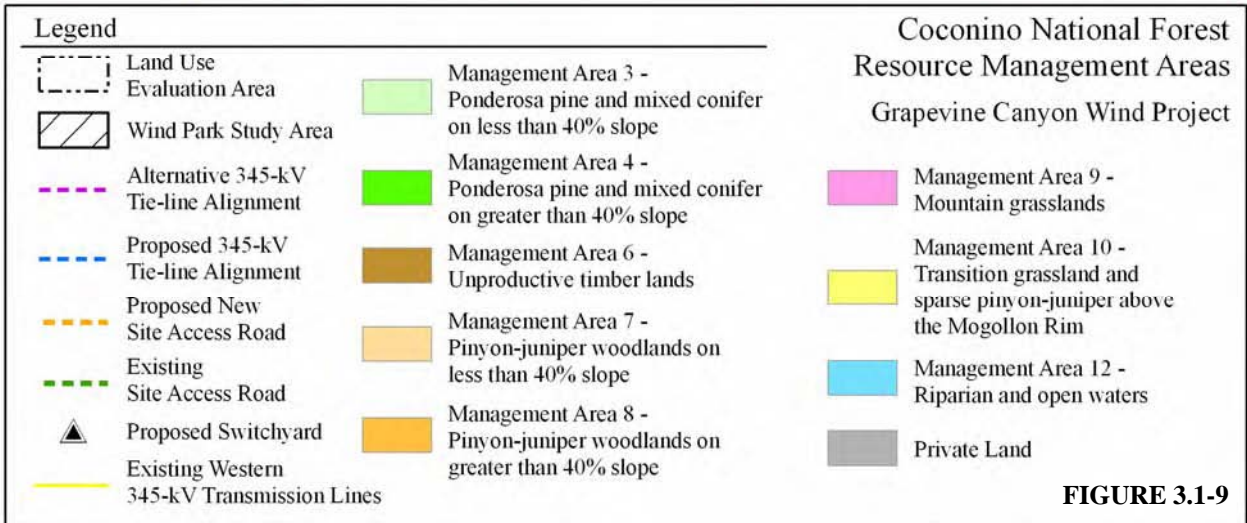 Legend
Land Use
Evaluation Area
Wind Park Study Area
Alternative 345-kV
Tie-line Alignment
Proposed 345-kV
Tie-line Alignment
Proposed New
Site Access Road
Existing
Site Access Road
Proposed Switchyard
Existing Western
345-kV Transmission Lines
Management Area 3 -
Ponderosa pine and mixed conifer
on less than 40% slope
Management Area 4 -
Ponderosa pine and mixed conifer
on greater than 40% slope
Management Area 6 -
Unproductive timber lands
Management Area 7 -
Pinyon-juniper woodlands on
less than 40% slope
Management Area 8 -
Pinyon-juniper woodlands on
greater than 40% slope
Coconino National Forest
Resource Management Areas
Grapevine Canyon Wind Project
Management Area 9 -
Mountain grasslands
Management Area 10 -
Transition grassland and
sparse pinyon-juniper above
the Mogollon Rim
Management Area 12 -
Riparian and open waters
Private Land
FIGURE 3.1-9